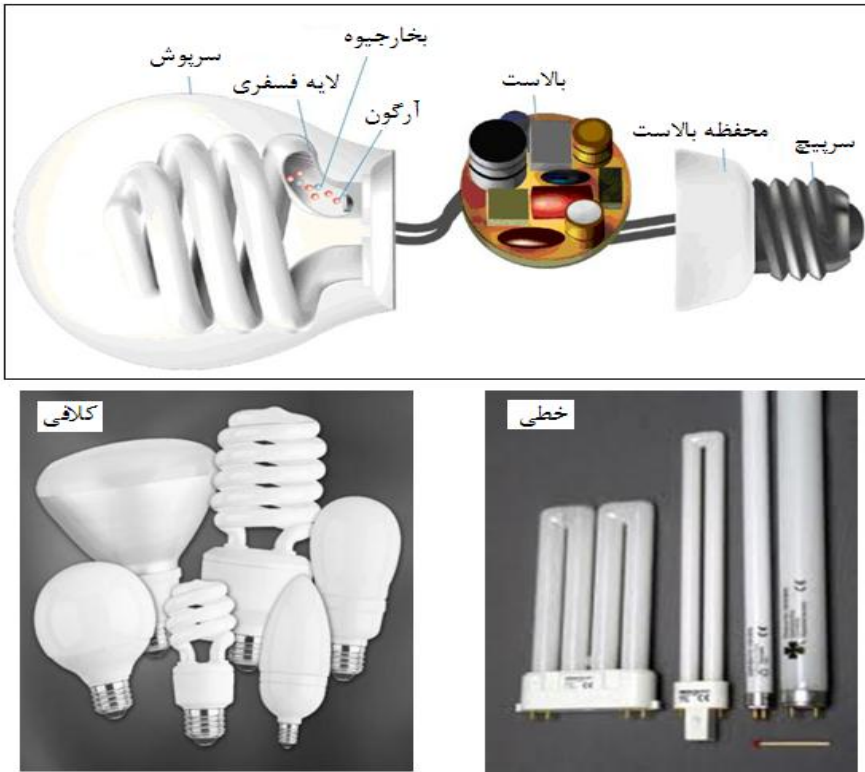 سرپوش
بخارجیوه
لایه فسفری
آرگون
بالاست
محفظه بالاست
سرپیچ
کلافی
خطی